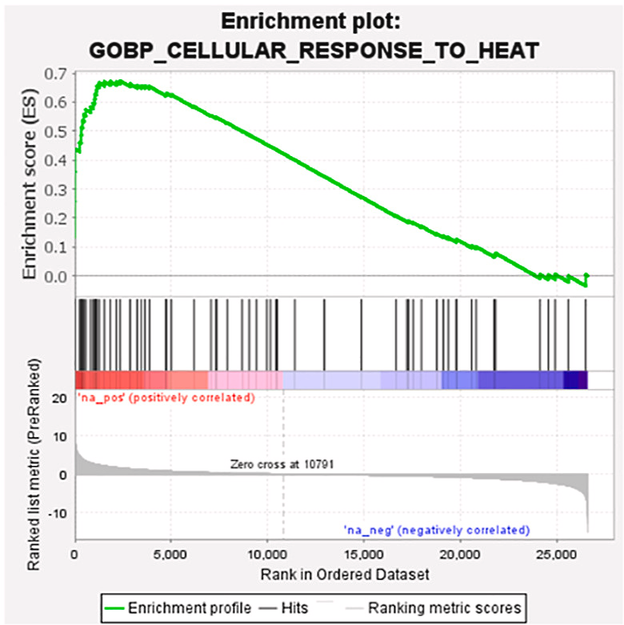 Enrichment plot:
GOBP_CELLULAR_RESPONSE_TO_HEAT
Enrichment score (ES)
0.7
0.6
0.5
0.4
0.3
0.2
0.1
0.0
Ranked list metric (PreRanked)
'na_pos' (positively correlated)
20
10
0
-10
Zero cross at 10791
'na_neg' (negatively correlated)
0 5,000 10,000 15,000 20,000 25,000
Rank in Ordered Dataset
Enrichment profile Hits Ranking metric scores